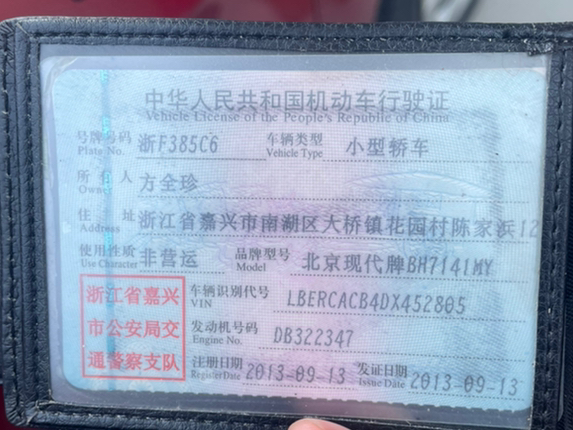 中华人民共和国机动车行驶证
Vehicle License of the People's Republic of China
号牌号码 浙F385C6 车辆类型 小型轿车
Plate No. Vehicle Type
所有人 方全珍
Owner
住址 浙江省嘉兴市南湖区大桥镇花园村陈家浜12
Address
使用性质 非营运 品牌型号 北京现代牌BH7141MY
Use Character Model
浙江省嘉兴
市公安局交
通警察支队
车辆识别代号 LBERCACB4DX452805
VIN
发动机号码 DB322347
Engine No.
注册日期 2013-09-13 发证日期 2013-09-13
Register Date Issue Date